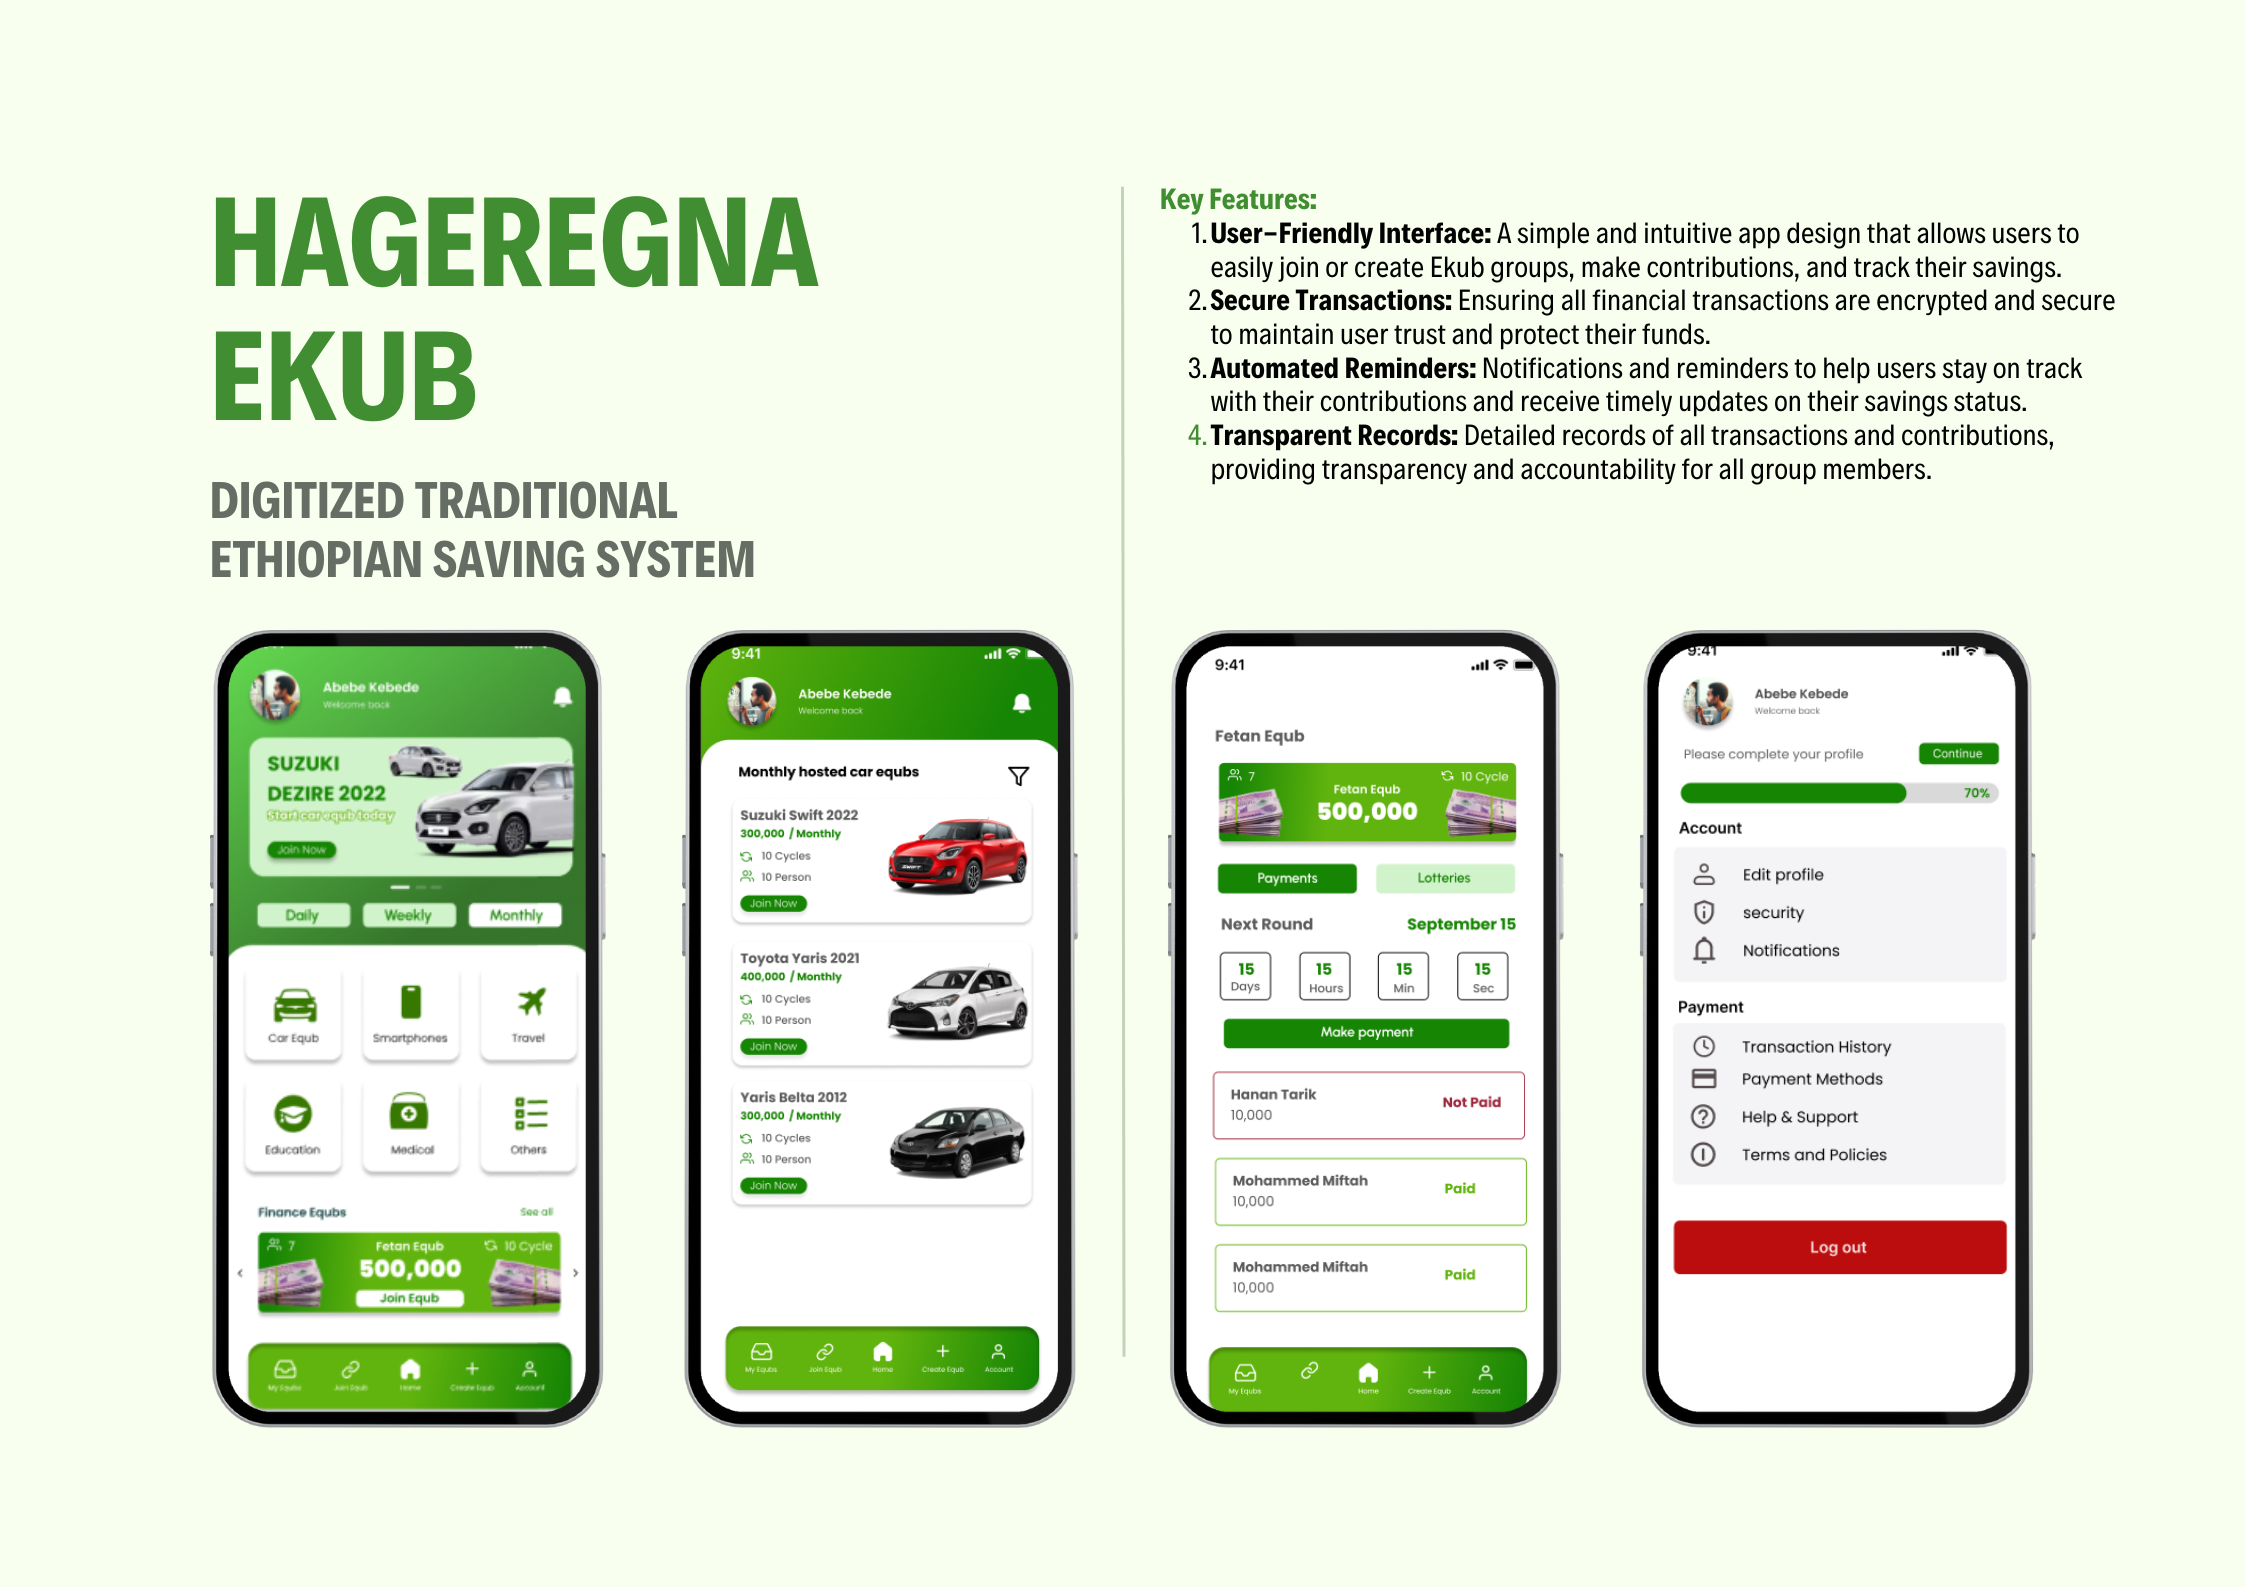 HAGEREGNA
EKUB
DIGITIZED TRADITIONAL
ETHIOPIAN SAVING SYSTEM
Key Features:
1. User-Friendly Interface: A simple and intuitive app design that allows users to
easily join or create Ekub groups, make contributions, and track their savings.
2. Secure Transactions: Ensuring all financial transactions are encrypted and secure
to maintain user trust and protect their funds.
3. Automated Reminders: Notifications and reminders to help users stay on track
with their contributions and receive timely updates on their savings status.
4. Transparent Records: Detailed records of all transactions and contributions,
providing transparency and accountability for all group members.
Abebe Kebede
Welcome back
SUZUKI
DEZIRE 2022
Start car equb today
Join Now
Daily Weekly Monthly
Car Equb Smartphones Travel
Education Medical Others
Finance Equbs See all
7 Fetan Equb 10 Cycle
500,000
Join Equb
My Equbs Join Equb Home Create Equb Account
9:41
Abebe Kebede
Welcome back
Monthly hosted car equbs
Suzuki Swift 2022
300,000 / Monthly
10 Cycles
10 Person
Join Now
SWIFT
Toyota Yaris 2021
400,000 / Monthly
10 Cycles
10 Person
Join Now
Yaris Belta 2012
300,000 / Monthly
10 Cycles
10 Person
Join Now
My Equbs Join Equb Home Create Equb Account
9:41
Fetan Equb
7 10 Cycle
Fetan Equb
500,000
Payments Lotteries
Next Round September 15
15 15 15 15
Days Hours Min Sec
Make payment
Hanan Tarik
10,000
Not Paid
Mohammed Miftah
10,000
Paid
Mohammed Miftah
10,000
Paid
My Equbs Home Create Equb Account
9:41
Abebe Kebede
Welcome back
Please complete your profile Continue
70%
Account
Edit profile
security
Notifications
Payment
Transaction History
Payment Methods
Help & Support
Terms and Policies
Log out